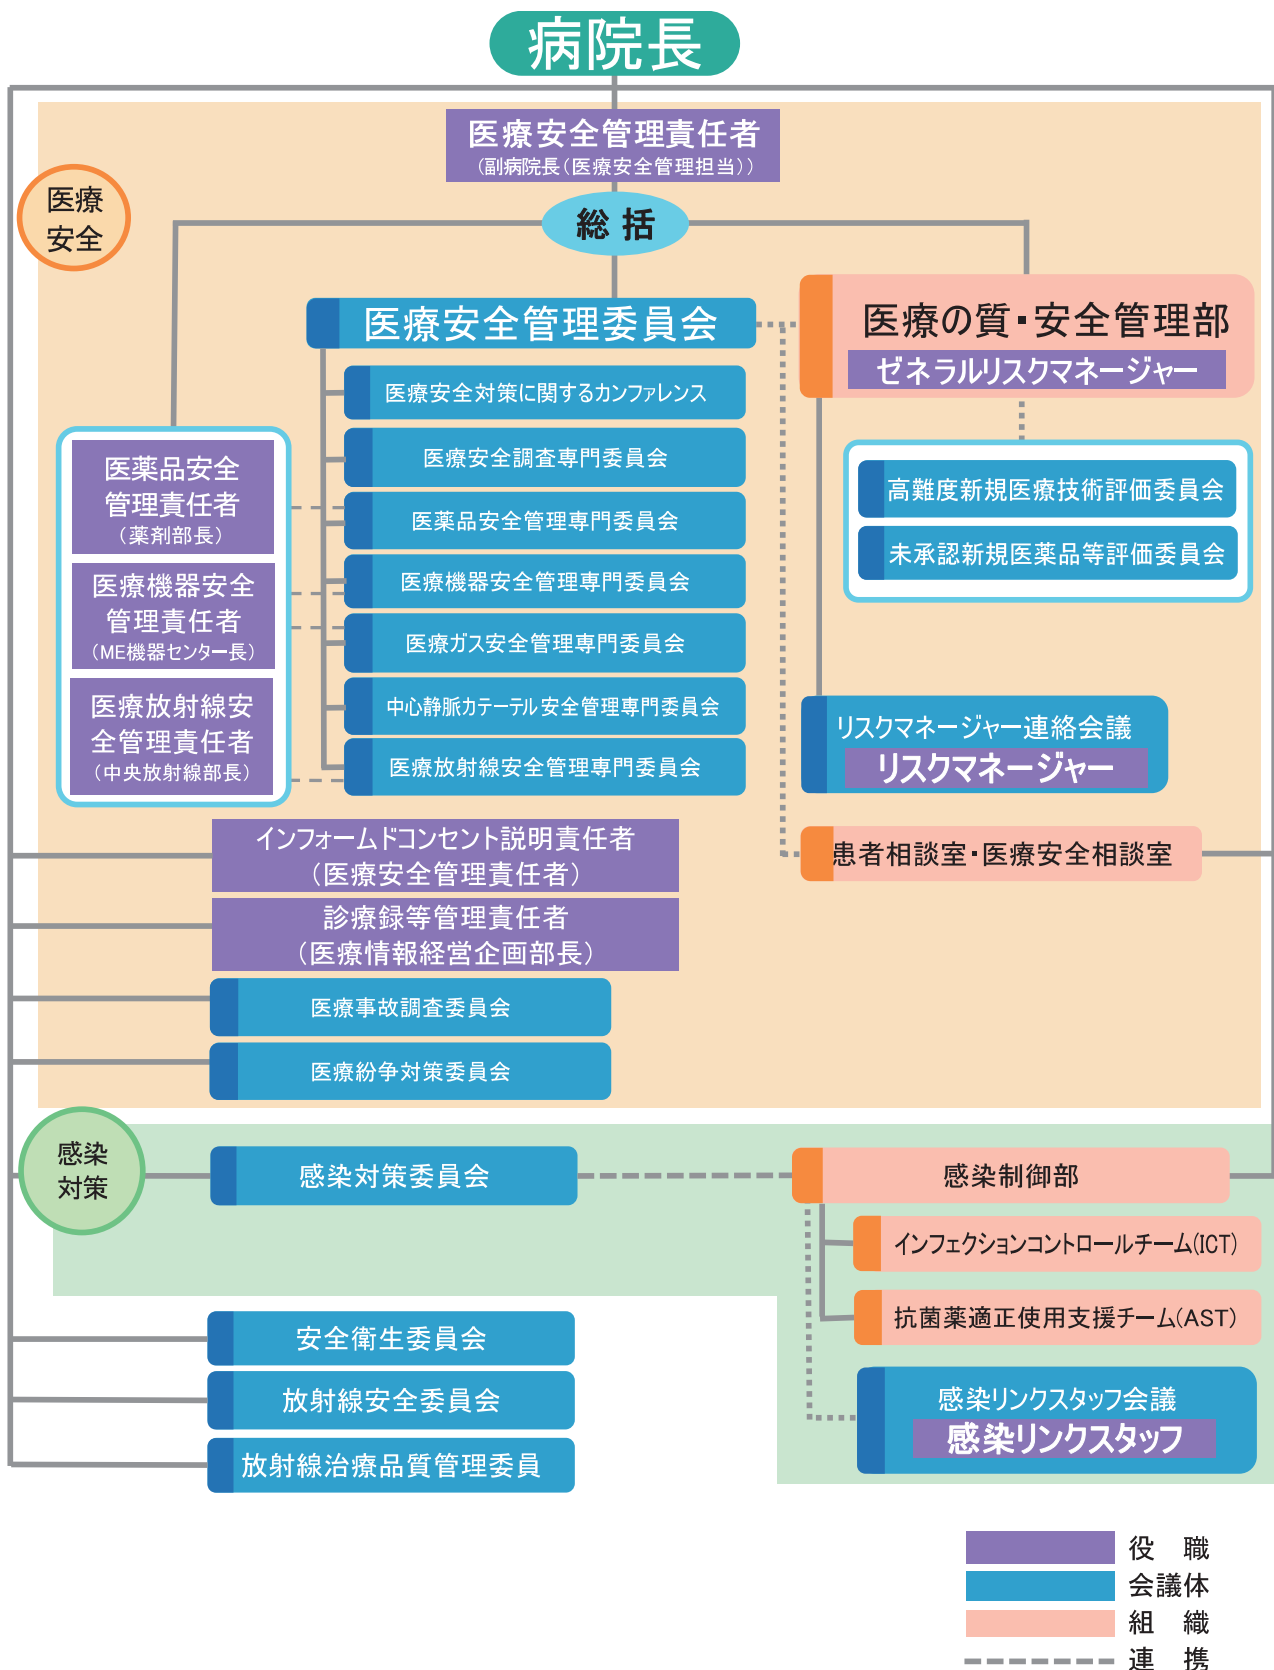 病院長
医療安全管理責任者
（副病院長（医療安全管理担当））
医療
安全
総括
医療安全管理委員会
医療の質・安全管理部
ゼネラルリスクマネージャー
医療安全対策に関するカンファレンス
医療安全調査専門委員会
医薬品安全管理専門委員会
医療機器安全管理専門委員会
医療ガス安全管理専門委員会
中心静脈カテーテル安全管理専門委員会
医療放射線安全管理専門委員会
医薬品安全
管理責任者
（薬剤部長）
医療機器安全
管理責任者
（ME機器センター長）
医療放射線安
全管理責任者
（中央放射線部長）
高難度新規医療技術評価委員会
未承認新規医薬品等評価委員会
リスクマネージャー連絡会議
リスクマネージャー
患者相談室・医療安全相談室
インフォームドコンセント説明責任者
（医療安全管理責任者）
診療録等管理責任者
（医療情報経営企画部長）
医療事故調査委員会
医療紛争対策委員会
感染
対策
感染対策委員会
感染制御部
インフェクションコントロールチーム(ICT)
抗菌薬適正使用支援チーム(AST)
感染リンクスタッフ会議
感染リンクスタッフ
安全衛生委員会
放射線安全委員会
放射線治療品質管理委員
役　職
会議体
組　織
連　携